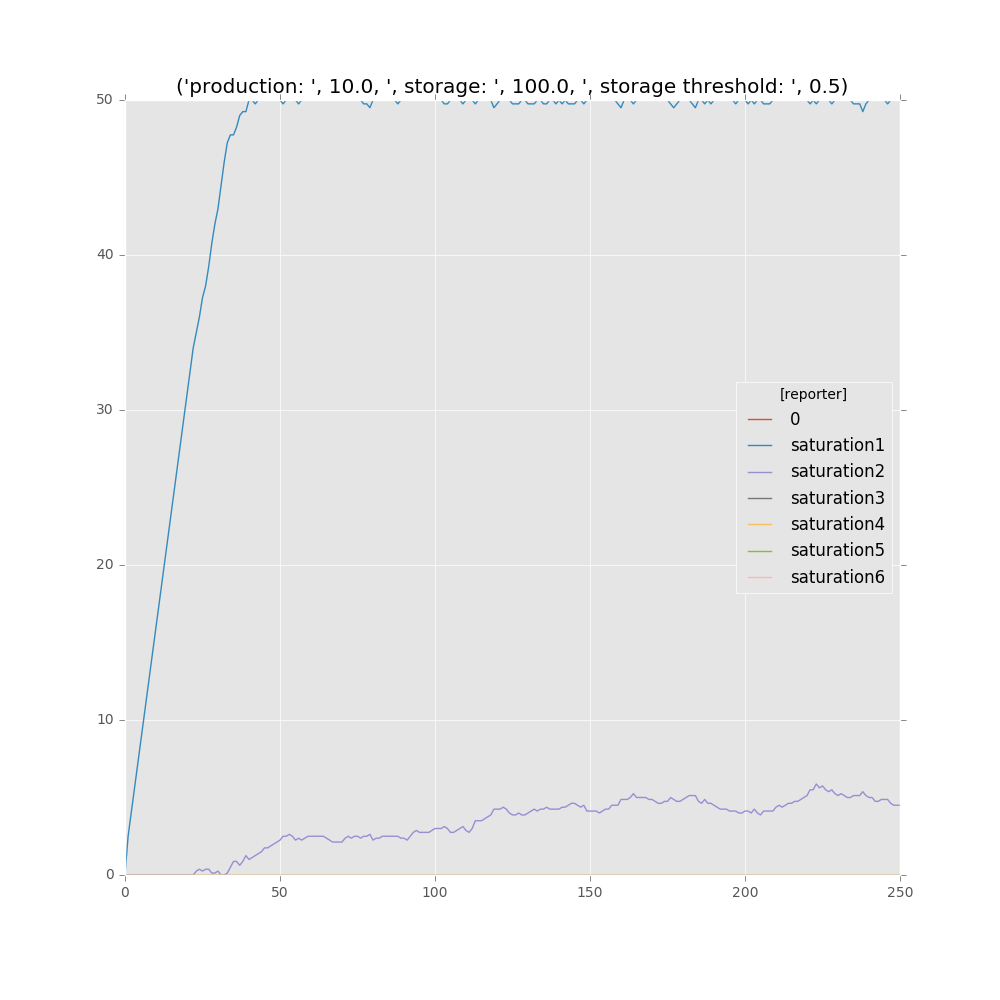 ('production: ', 10.0, ', storage: ', 100.0, ', storage threshold: ', 0.5)
50
40
30
20
10
0
[reporter]
0
saturation1
saturation2
saturation3
saturation4
saturation5
saturation6
0 50 100 150 200 250